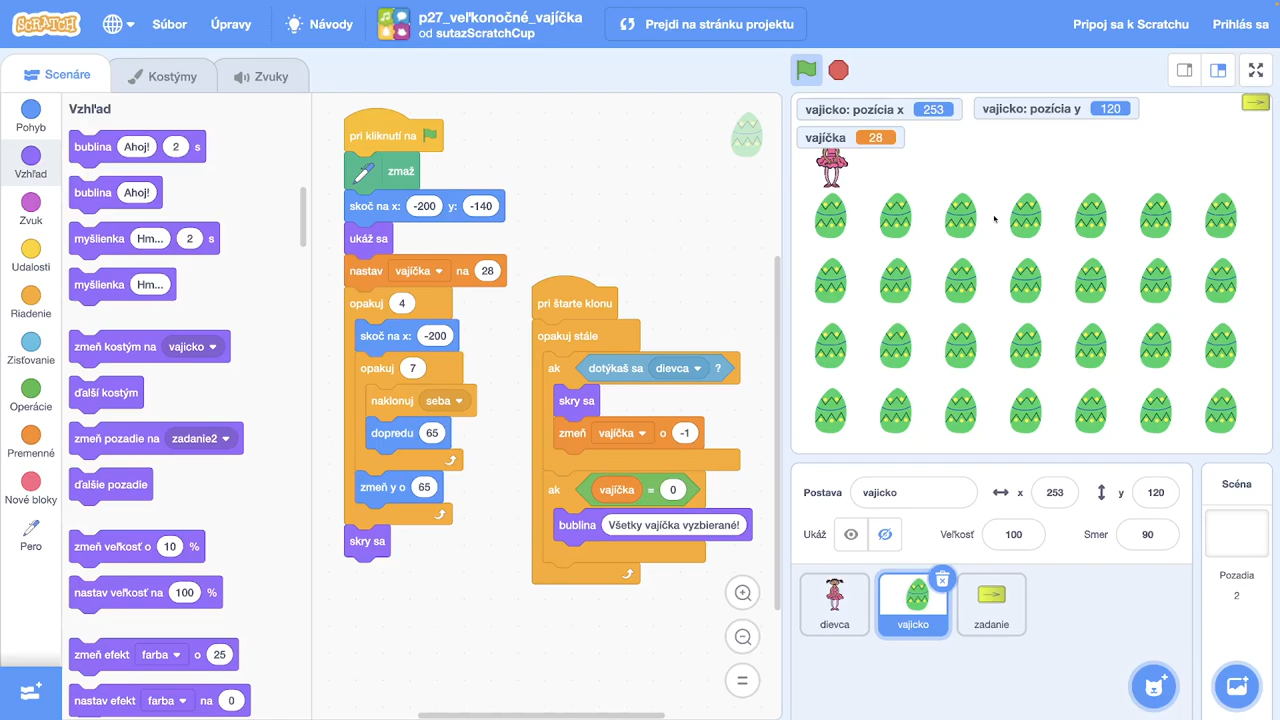 SCRATCH
Súbor
Úpravy
Návody
p27_veľkonočné_vajíčka
od sutazScratchCup
Prejdi na stránku projektu
Pripoj sa k Scratchu
Prihlás sa
Scenáre
Kostýmy
Zvuky
Pohyb
Vzhľad
Zvuk
Udalosti
Riadenie
Zisťovanie
Operácie
Premenné
Nové bloky
Pero
Vzhľad
bublina Ahoj! 2 s
bublina Ahoj!
myšlienka Hm... 2 s
myšlienka Hm...
zmeň kostým na vajicko
ďalší kostým
zmeň pozadie na zadanie2
ďalšie pozadie
zmeň veľkosť o 10 %
nastav veľkosť na 100 %
zmeň efekt farba o 25
nastav efekt farba na 0
pri kliknutí na
zmaž
skoč na x: -200 y: -140
ukáž sa
nastav vajíčka na 28
opakuj 4
skoč na x: -200
opakuj 7
naklonuj seba
dopredu 65
zmeň y o 65
skry sa
pri štarte klonu
opakuj stále
ak dotýkaš sa dievca ?
skry sa
zmeň vajíčka o -1
ak vajíčka = 0
bublina Všetky vajíčka vyzbierané!
vajicko: pozícia x 253
vajicko: pozícia y 120
vajíčka 28
Postava vajicko x 253 y 120
Ukáž Veľkosť 100 Smer 90
dievca
vajicko
zadanie
Scéna
Pozadia
2